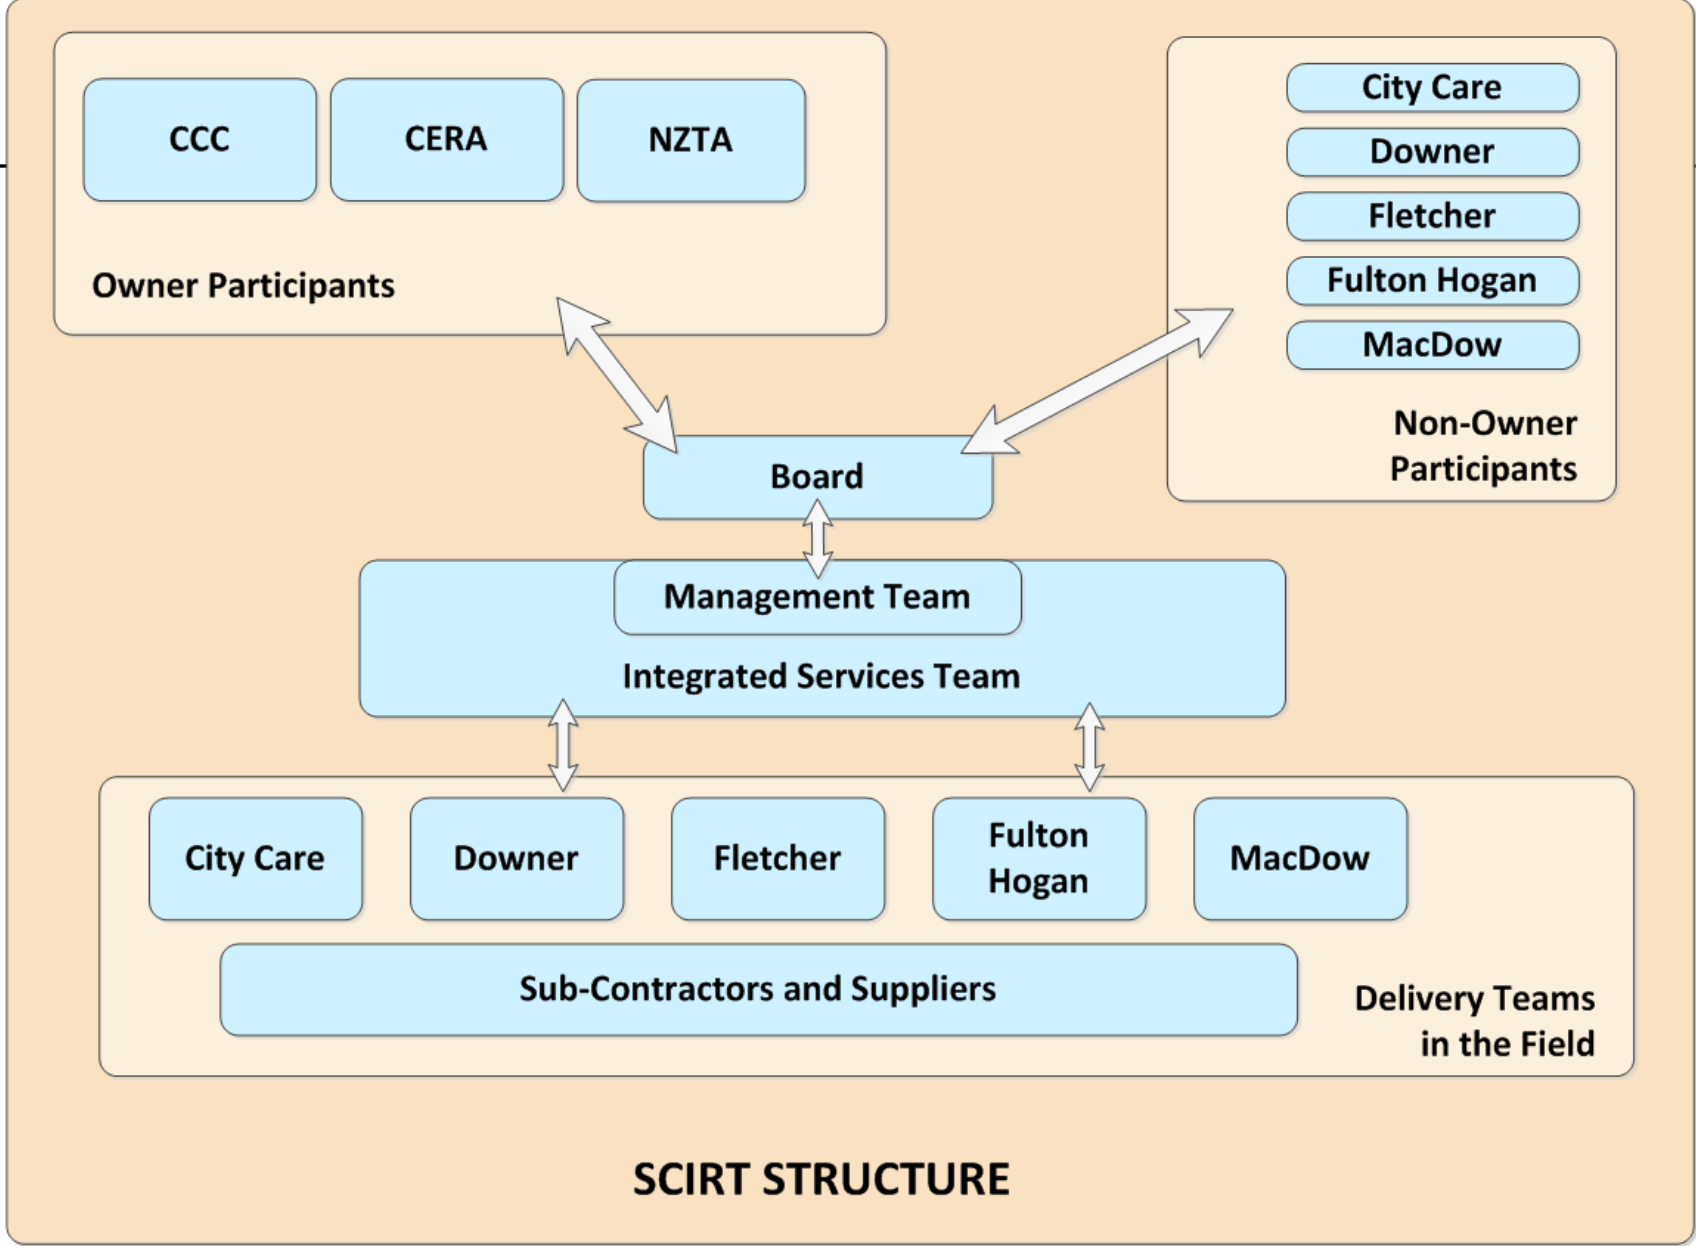 CCC
CERA
NZTA
Owner Participants
City Care
Downer
Fletcher
Fulton Hogan
MacDow
Non-Owner
Participants
Board
Management Team
Integrated Services Team
City Care
Downer
Fletcher
Fulton
Hogan
MacDow
Sub-Contractors and Suppliers
Delivery Teams
in the Field
SCIRT STRUCTURE